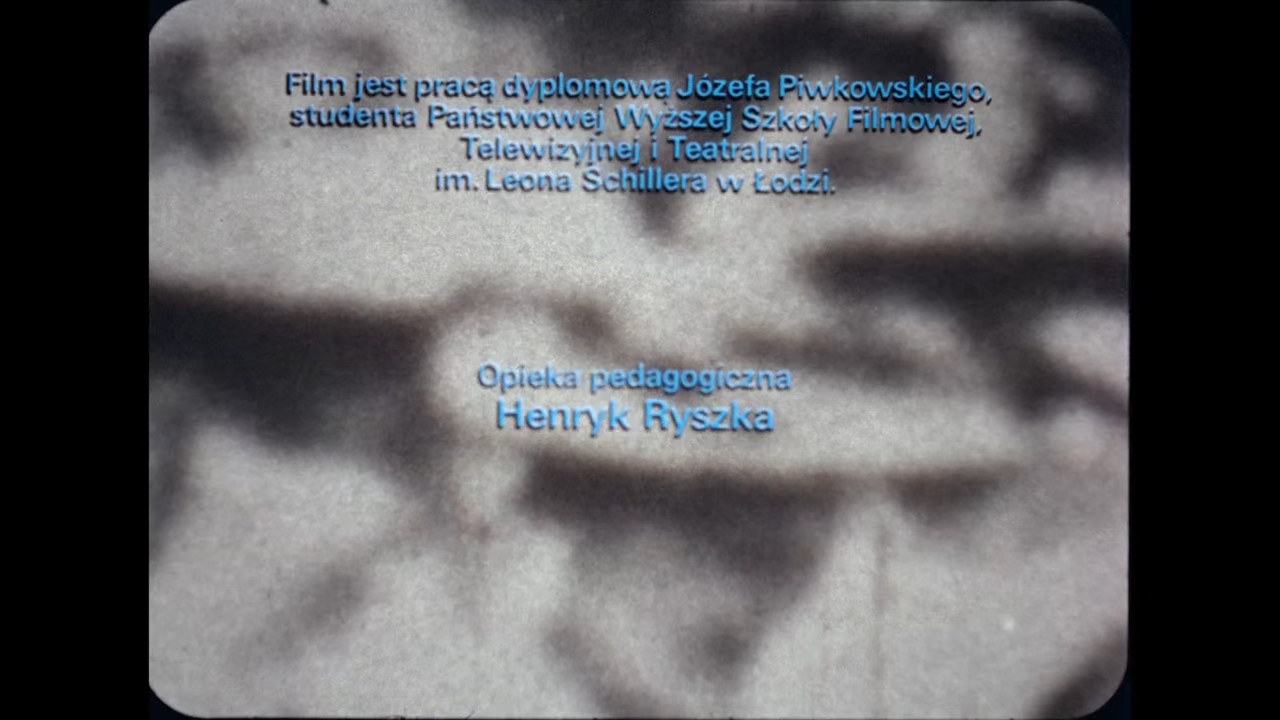 Film jest pracą dyplomową Józefa Piwkowskiego,
studenta Państwowej Wyższej Szkoły Filmowej,
Telewizyjnej i Teatralnej
im. Leona Schillera w Łodzi.
Opieka pedagogiczna
Henryk Ryszka